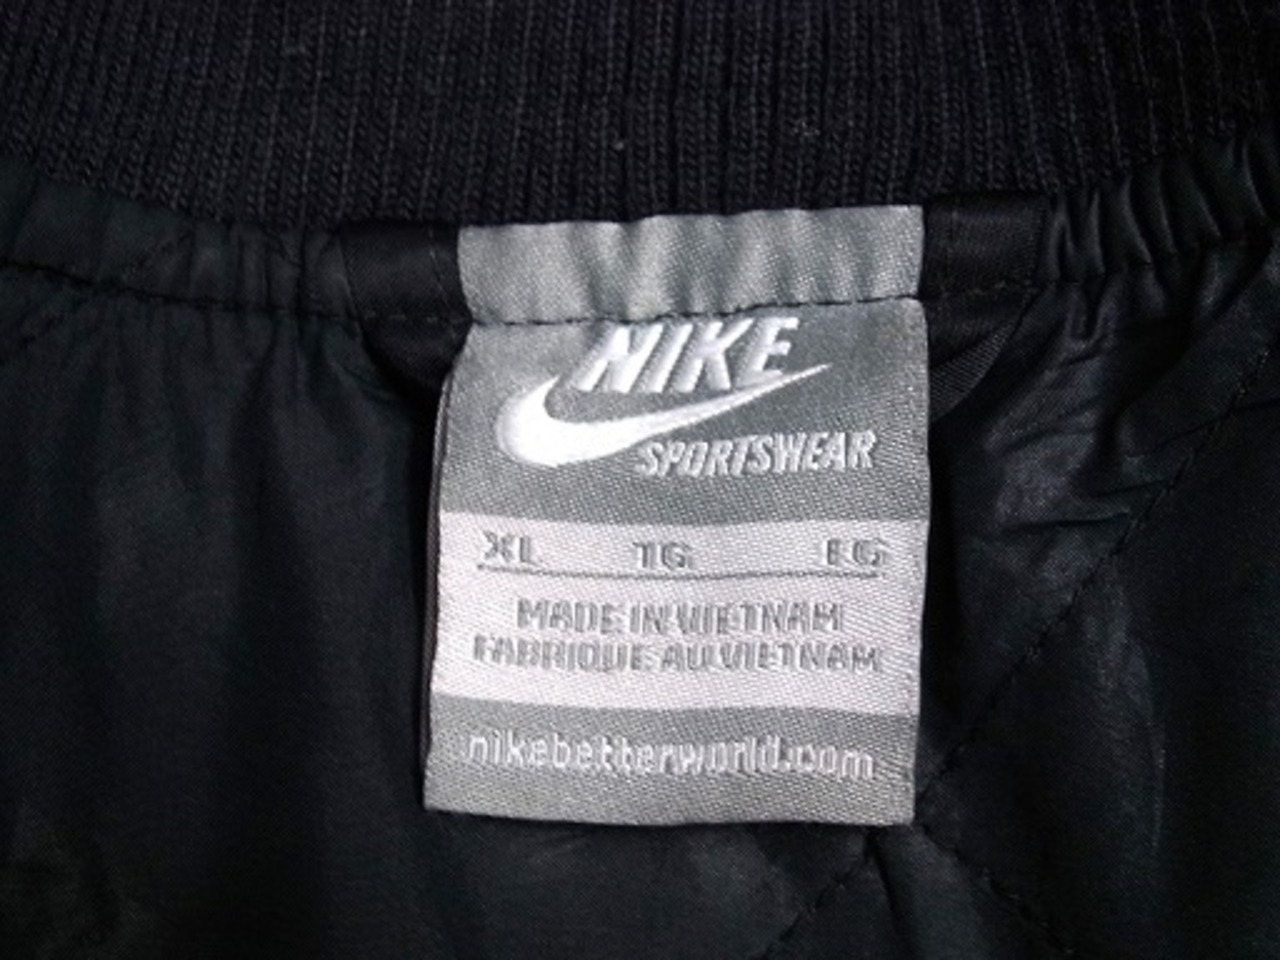 NIKE
SPORTSWEAR
XL TG EG
MADE IN VIETNAM
FABRIQUE AU VIETNAM
nikebetterworld.com